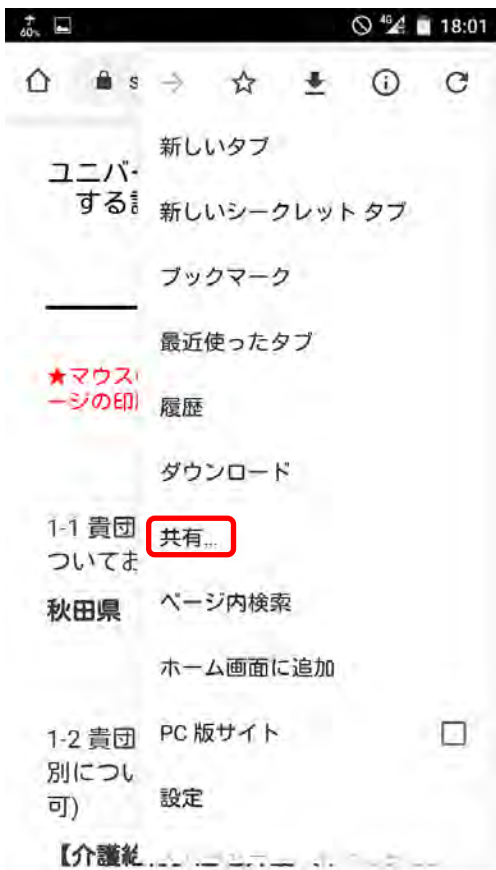 60%
4G
18:01
s
新しいタブ
ユニバ
する
新しいシークレット タブ
ブックマーク
最近使ったタブ
★マウス
ージの印
履歴
ダウンロード
1-1 貴団
共有...
ついてお
ページ内検索
秋田県
ホーム画面に追加
PC 版サイト
1-2 貴団
別につい
設定
可)
【介護給